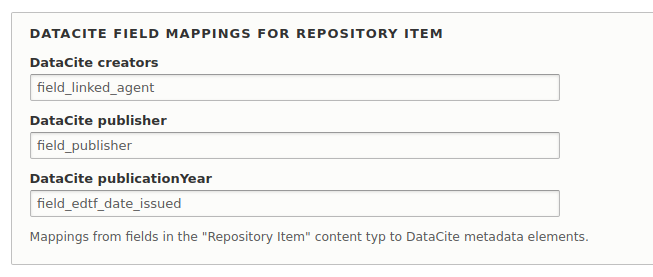 DATACITE FIELD MAPPINGS FOR REPOSITORY ITEM
DataCite creators
field_linked_agent
DataCite publisher
field_publisher
DataCite publicationYear
field_edtf_date_issued
Mappings from fields in the "Repository Item" content typ to DataCite metadata elements.